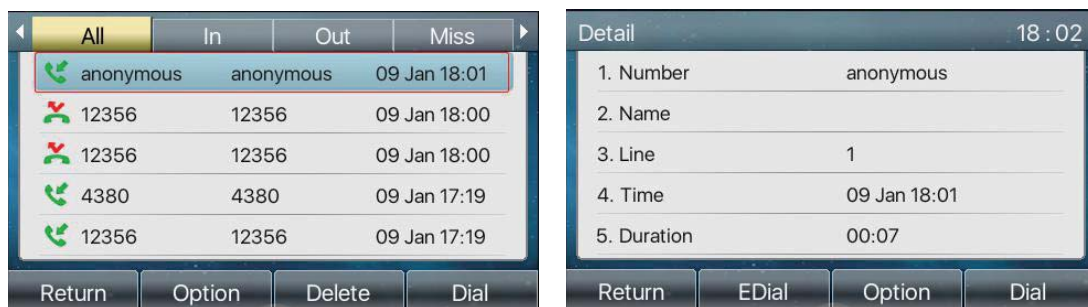 All In Out Miss
anonymous anonymous 09 Jan 18:01
12356 12356 09 Jan 18:00
12356 12356 09 Jan 18:00
4380 4380 09 Jan 17:19
12356 12356 09 Jan 17:19
Return Option Delete Dial
Detail 18:02
1. Number anonymous
2. Name
3. Line 1
4. Time 09 Jan 18:01
5. Duration 00:07
Return EDial Option Dial